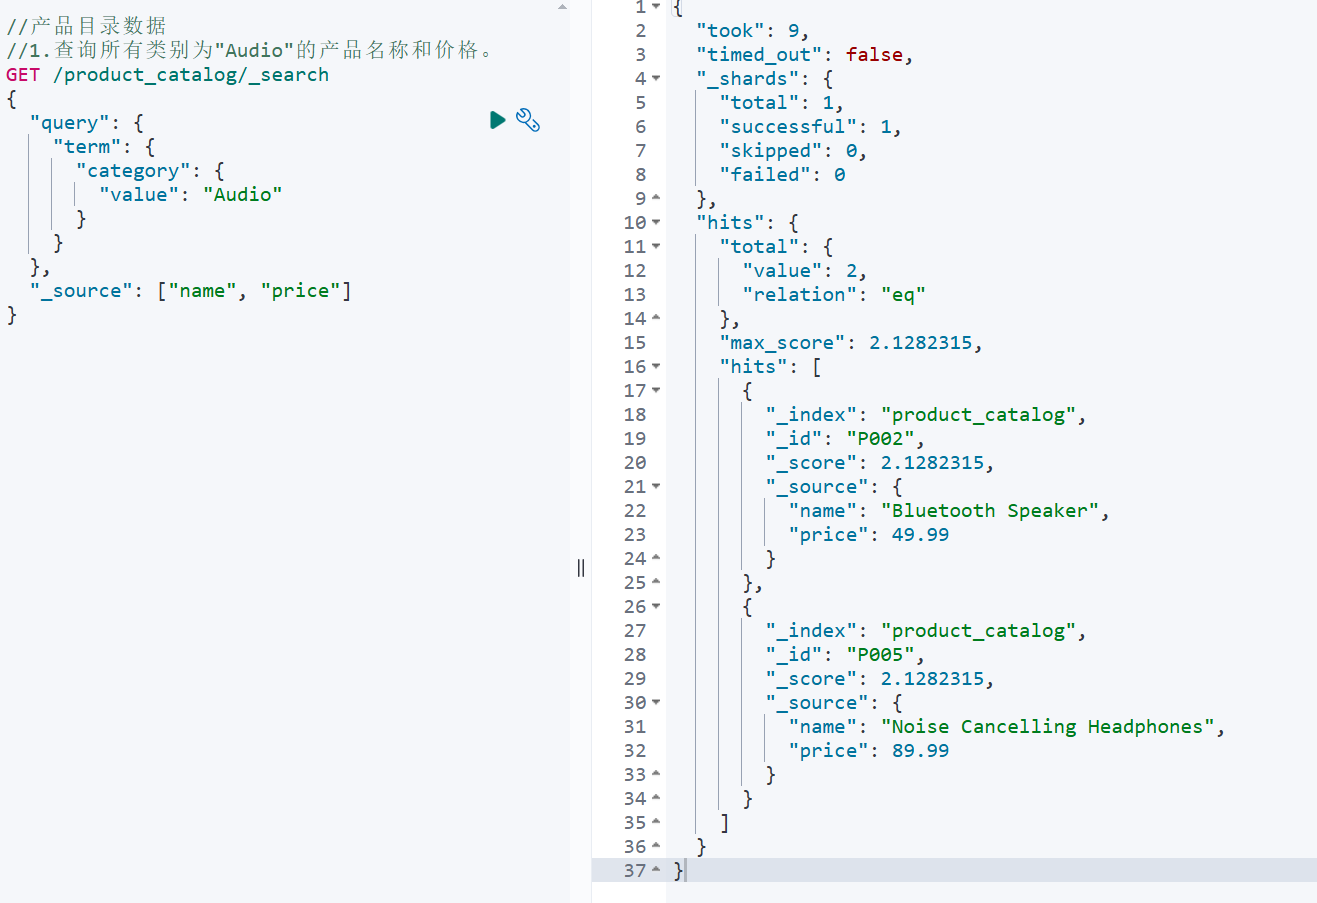 //产品目录数据
//1.查询所有类别为"Audio"的产品名称和价格。
GET /product_catalog/_search
{
  "query": {
    "term": {
      "category": {
        "value": "Audio"
      }
    }
  },
  "_source": ["name", "price"]
}
1 {
2   "took": 9,
3   "timed_out": false,
4   "_shards": {
5     "total": 1,
6     "successful": 1,
7     "skipped": 0,
8     "failed": 0
9   },
10   "hits": {
11     "total": {
12       "value": 2,
13       "relation": "eq"
14     },
15     "max_score": 2.1282315,
16     "hits": [
17       {
18         "_index": "product_catalog",
19         "_id": "P002",
20         "_score": 2.1282315,
21         "_source": {
22           "name": "Bluetooth Speaker",
23           "price": 49.99
24         }
25       },
26       {
27         "_index": "product_catalog",
28         "_id": "P005",
29         "_score": 2.1282315,
30         "_source": {
31           "name": "Noise Cancelling Headphones",
32           "price": 89.99
33         }
34       }
35     ]
36   }
37 }